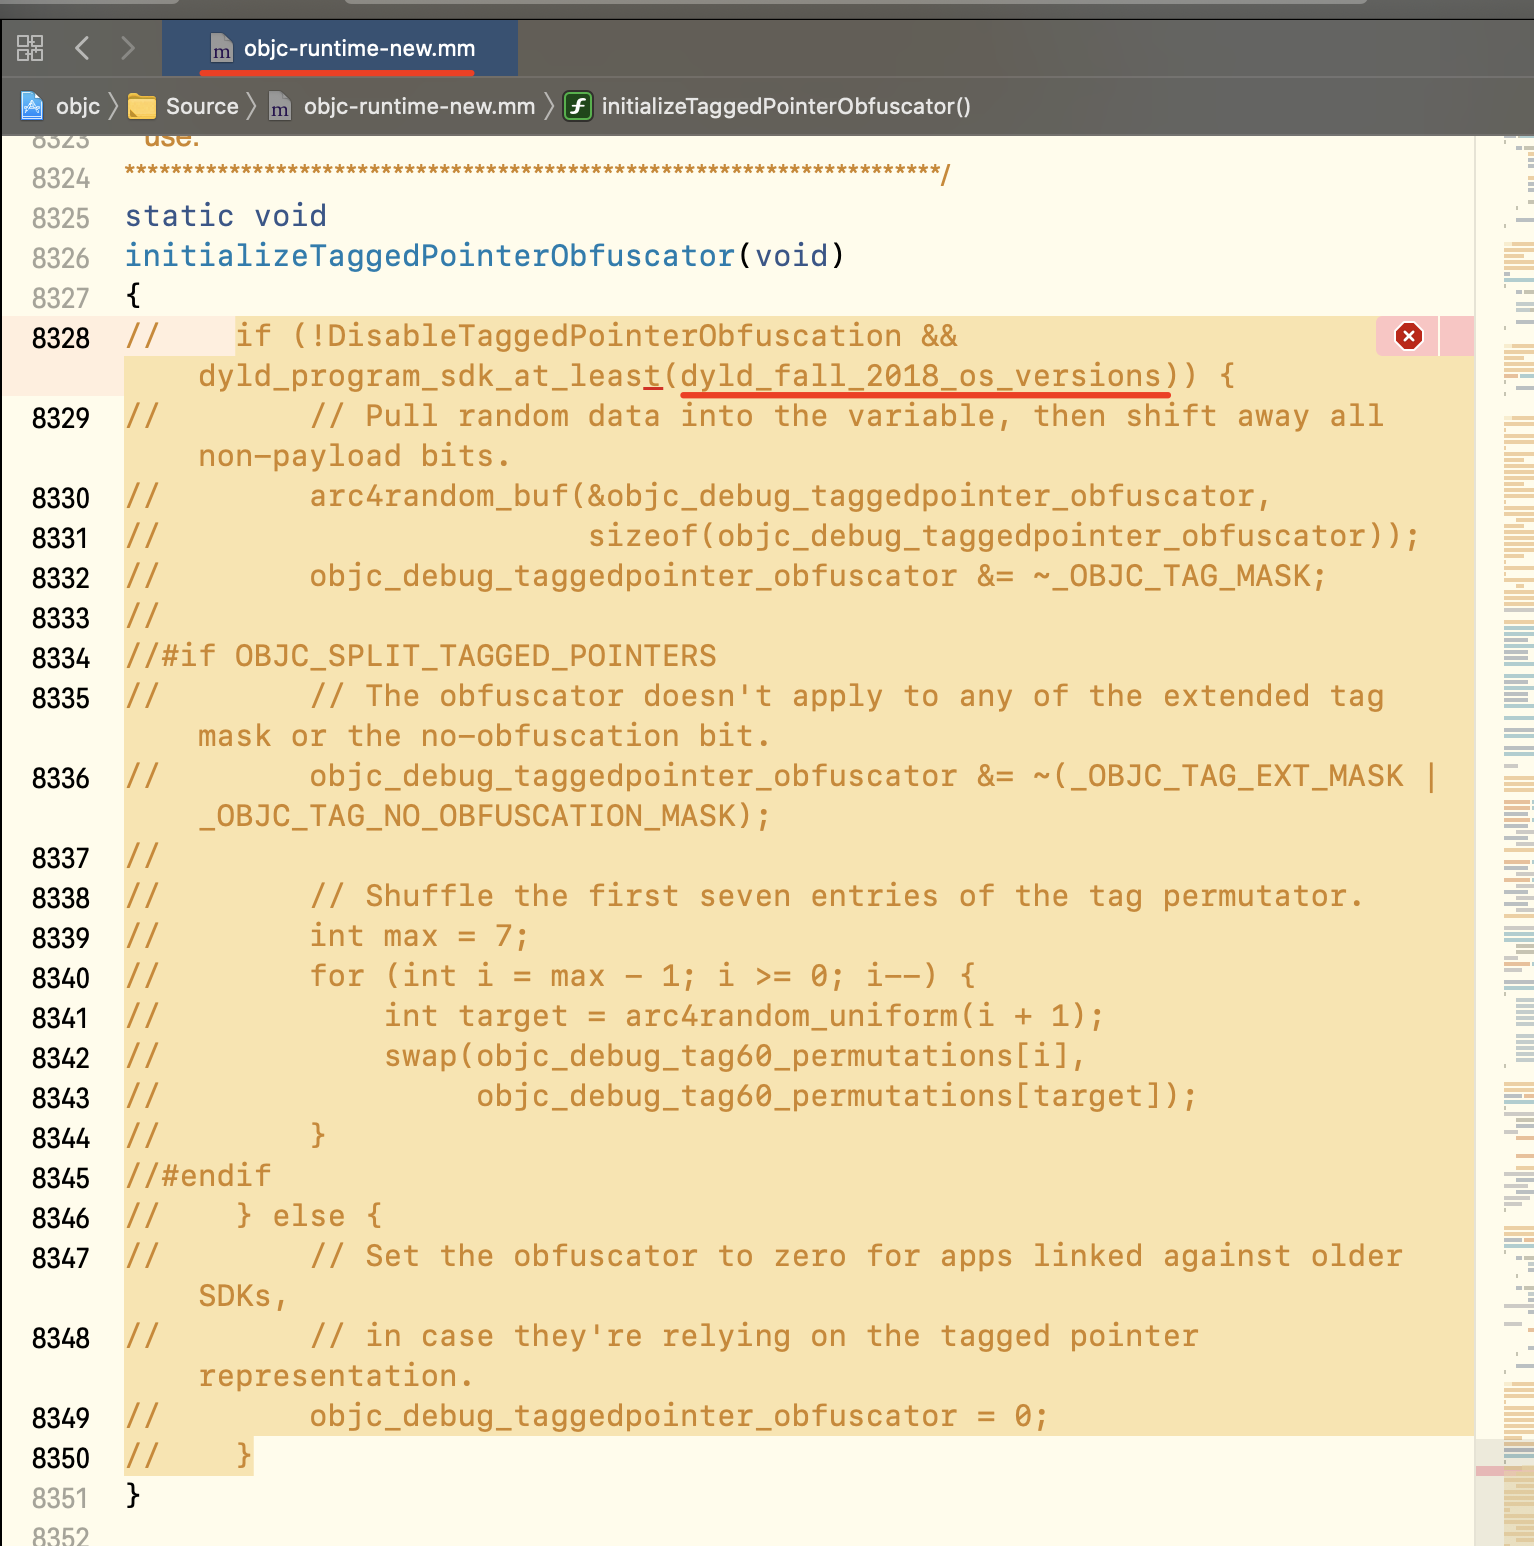 objc-runtime-new.mm
objc Source objc-runtime-new.mm initializeTaggedPointerObfuscator()
8323 use.
8324 ***********************************************************************/
8325 static void
8326 initializeTaggedPointerObfuscator(void)
8327 {
8328 //    if (!DisableTaggedPointerObfuscation &&
dyld_program_sdk_at_least(dyld_fall_2018_os_versions)) {
8329 //        // Pull random data into the variable, then shift away all
non-payload bits.
8330 //        arc4random_buf(&objc_debug_taggedpointer_obfuscator,
8331 //                       sizeof(objc_debug_taggedpointer_obfuscator));
8332 //        objc_debug_taggedpointer_obfuscator &= ~_OBJC_TAG_MASK;
8333 //
8334 //#if OBJC_SPLIT_TAGGED_POINTERS
8335 //        // The obfuscator doesn't apply to any of the extended tag
mask or the no-obfuscation bit.
8336 //        objc_debug_taggedpointer_obfuscator &= ~(_OBJC_TAG_EXT_MASK |
_OBJC_TAG_NO_OBFUSCATION_MASK);
8337 //
8338 //        // Shuffle the first seven entries of the tag permutator.
8339 //        int max = 7;
8340 //        for (int i = max - 1; i >= 0; i--) {
8341 //            int target = arc4random_uniform(i + 1);
8342 //            swap(objc_debug_tag60_permutations[i],
8343 //                 objc_debug_tag60_permutations[target]);
8344 //        }
8345 //#endif
8346 //    } else {
8347 //        // Set the obfuscator to zero for apps linked against older
SDKs,
8348 //        // in case they're relying on the tagged pointer
representation.
8349 //        objc_debug_taggedpointer_obfuscator = 0;
8350 //    }
8351 }
8352